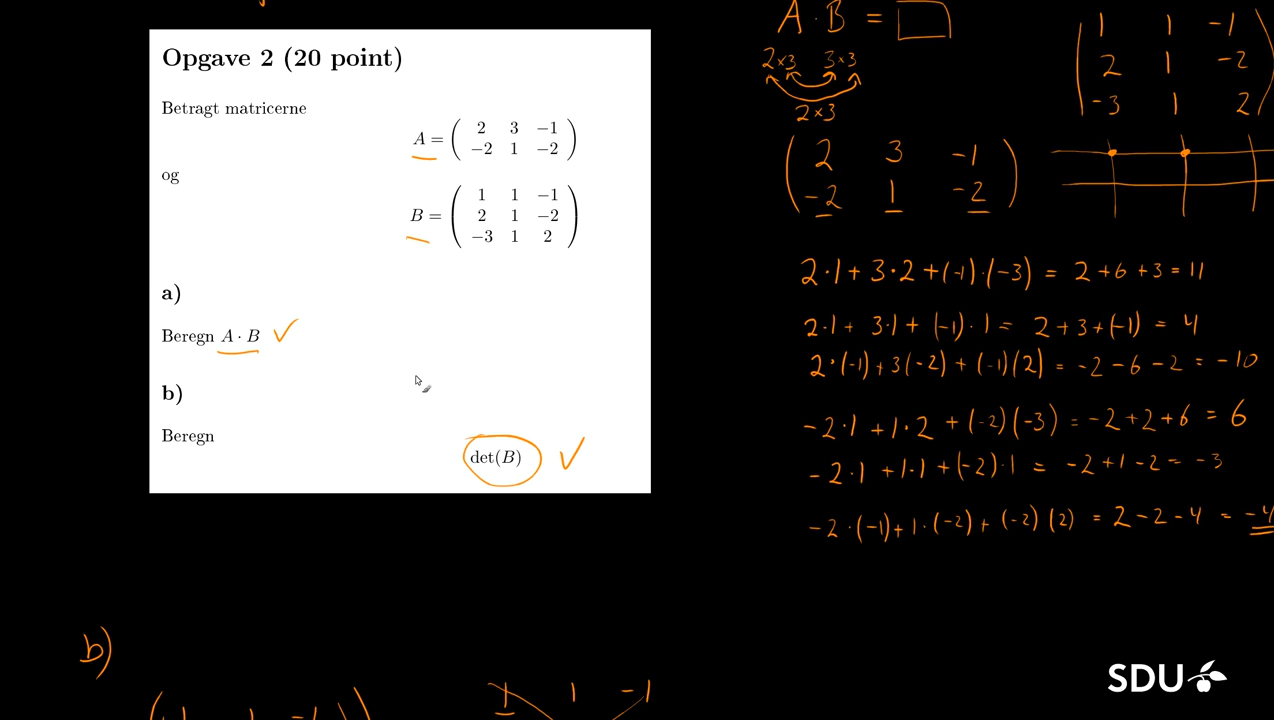 Opgave 2 (20 point)
Betragt matricerne
A = ( 2 3 −1
−2 1 −2 )
og
B = ( 1 1 −1
2 1 −2
−3 1 2 )
a)
Beregn A · B ✓
b)
Beregn
det(B) ✓
A · B = □
2×3 3×3
2×3
( 2 3 -1
-2 1 -2 )
( 1 1 -1
2 1 -2
-3 1 2 )
2·1 + 3·2 + (-1)·(-3) = 2 + 6 + 3 = 11
2·1 + 3·1 + (-1)·1 = 2 + 3 + (-1) = 4
2·(-1) + 3(-2) + (-1)(2) = -2 - 6 - 2 = -10
-2·1 + 1·2 + (-2)(-3) = -2 + 2 + 6 = 6
-2·1 + 1·1 + (-2)·1 = -2 + 1 - 2 = -3
-2·(-1) + 1·(-2) + (-2)(2) = 2 - 2 - 4 = -4
b)
1 1 -1
SDU